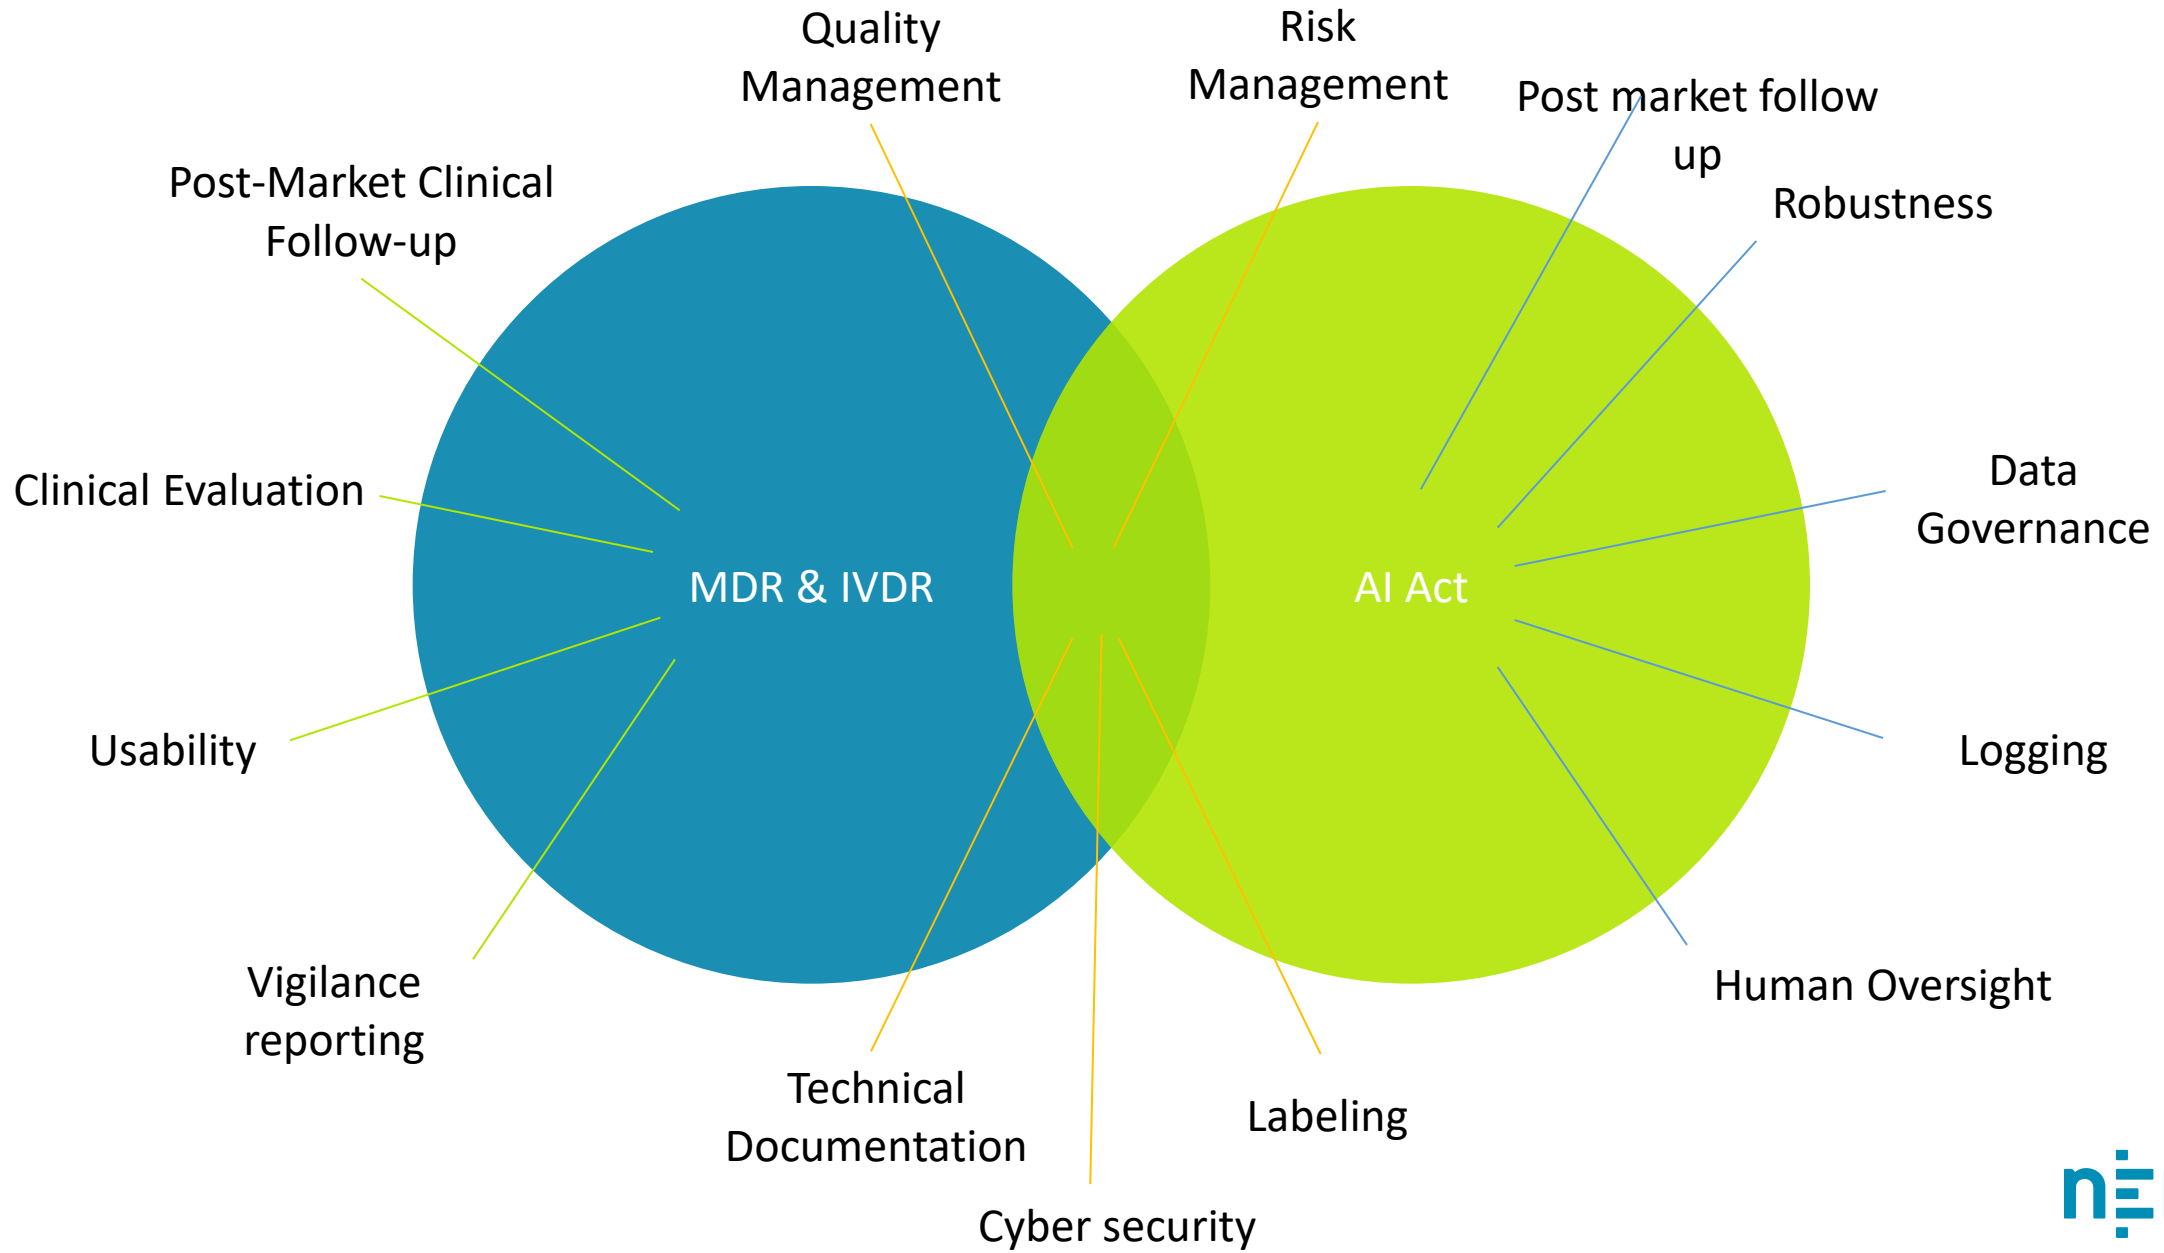 Quality
Management
Risk
Management
Post market follow
up
Post-Market Clinical
Follow-up
Robustness
Clinical Evaluation
Data
Governance
MDR & IVDR
AI Act
Usability
Logging
Vigilance
reporting
Human Oversight
Technical
Documentation
Labeling
Cyber security
nE